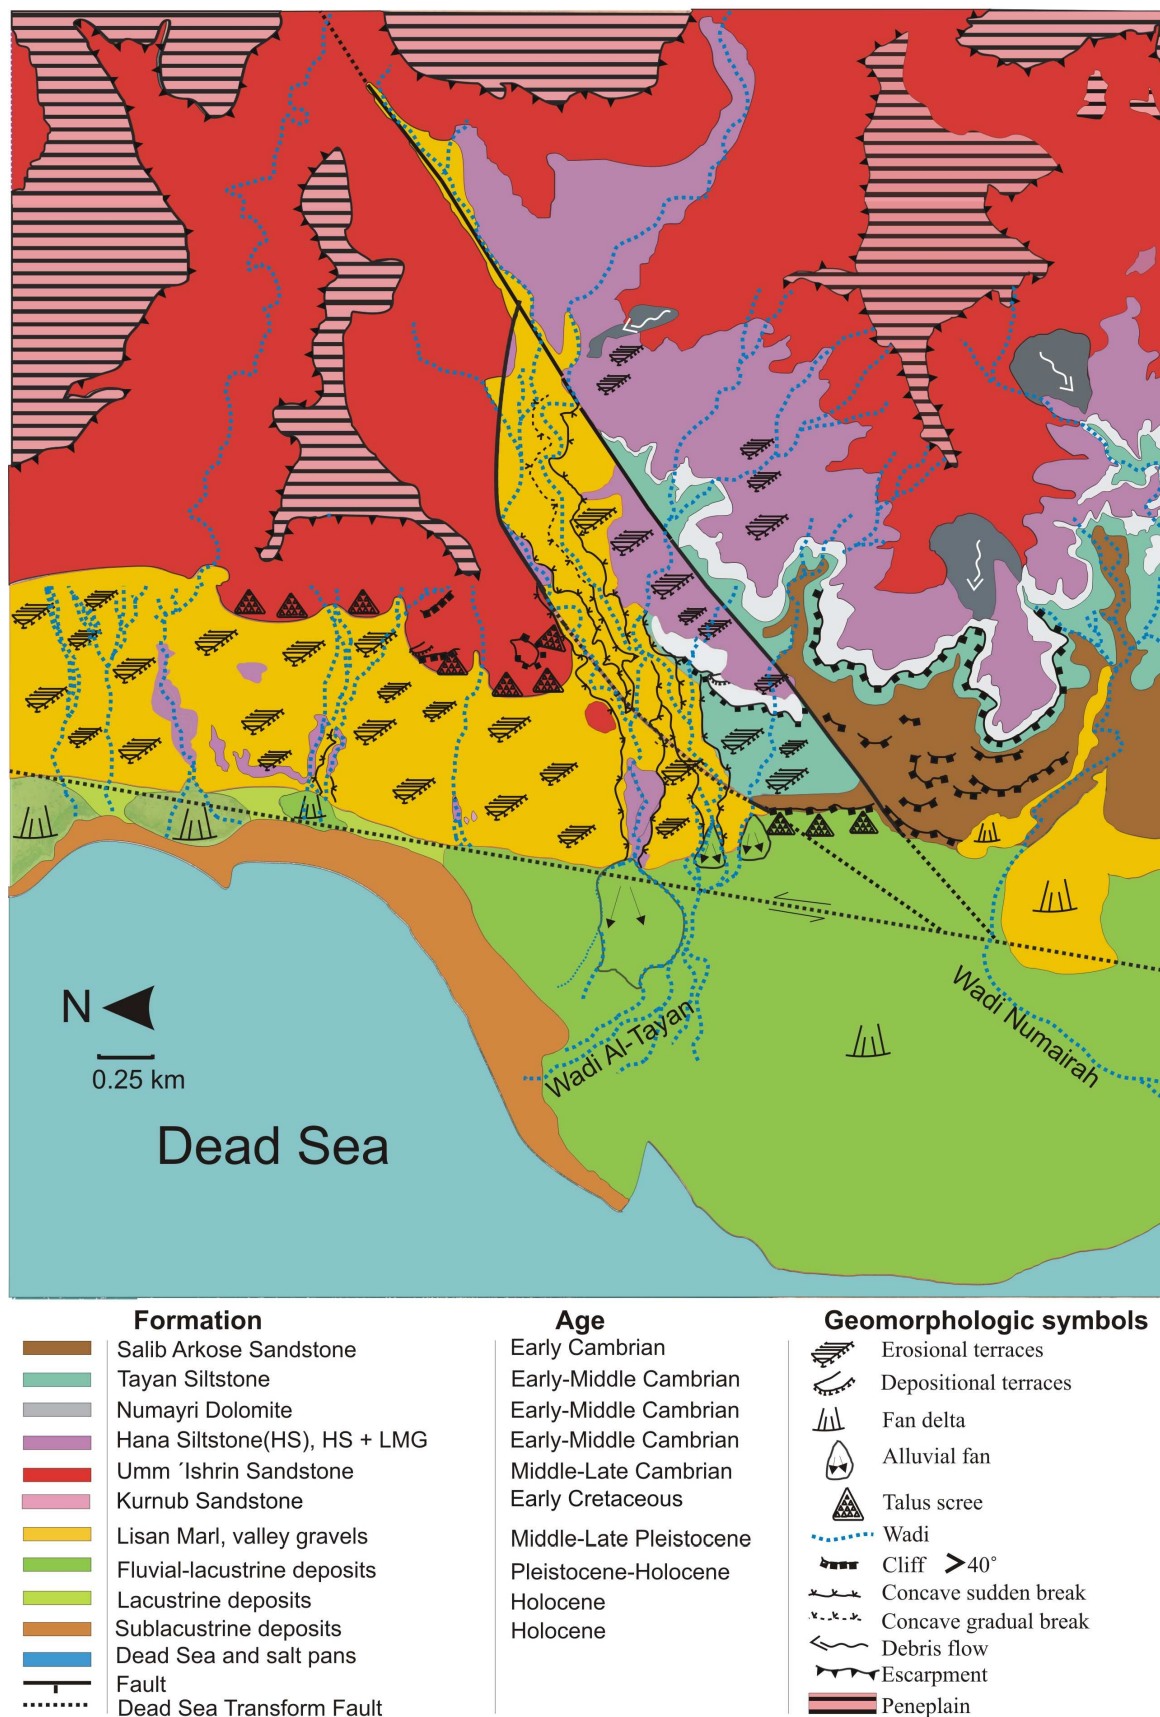 N
0.25 km
Dead Sea
Wadi Al-Tayan
Wadi Numairah
Formation
Salib Arkose Sandstone
Tayan Siltstone
Numayri Dolomite
Hana Siltstone(HS), HS + LMG
Umm ´Ishrin Sandstone
Kurnub Sandstone
Lisan Marl, valley gravels
Fluvial-lacustrine deposits
Lacustrine deposits
Sublacustrine deposits
Dead Sea and salt pans
Fault
Dead Sea Transform Fault
Age
Early Cambrian
Early-Middle Cambrian
Early-Middle Cambrian
Early-Middle Cambrian
Middle-Late Cambrian
Early Cretaceous
Middle-Late Pleistocene
Pleistocene-Holocene
Holocene
Holocene
Geomorphologic symbols
Erosional terraces
Depositional terraces
Fan delta
Alluvial fan
Talus scree
Wadi
Cliff >40°
Concave sudden break
Concave gradual break
Debris flow
Escarpment
Peneplain